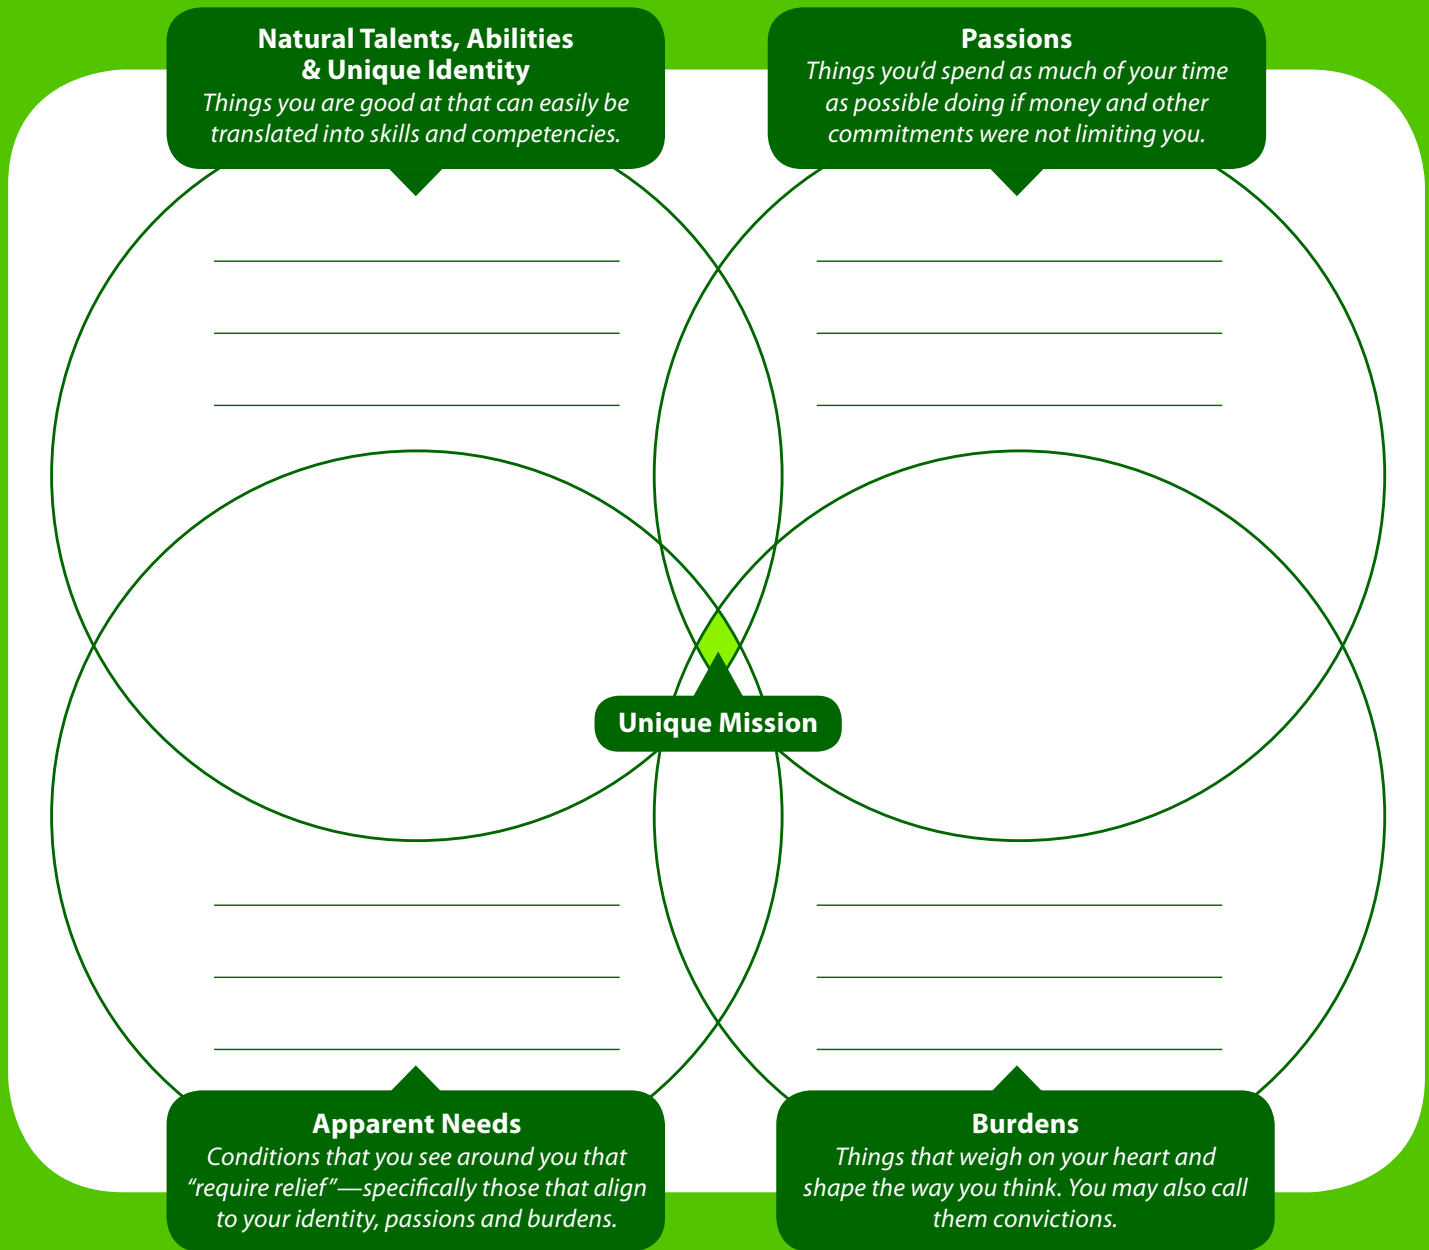 Natural Talents, Abilities
& Unique Identity
Things you are good at that can easily be
translated into skills and competencies.
Passions
Things you’d spend as much of your time
as possible doing if money and other
commitments were not limiting you.
Unique Mission
Apparent Needs
Conditions that you see around you that
“require relief”—specifically those that align
to your identity, passions and burdens.
Burdens
Things that weigh on your heart and
shape the way you think. You may also call
them convictions.